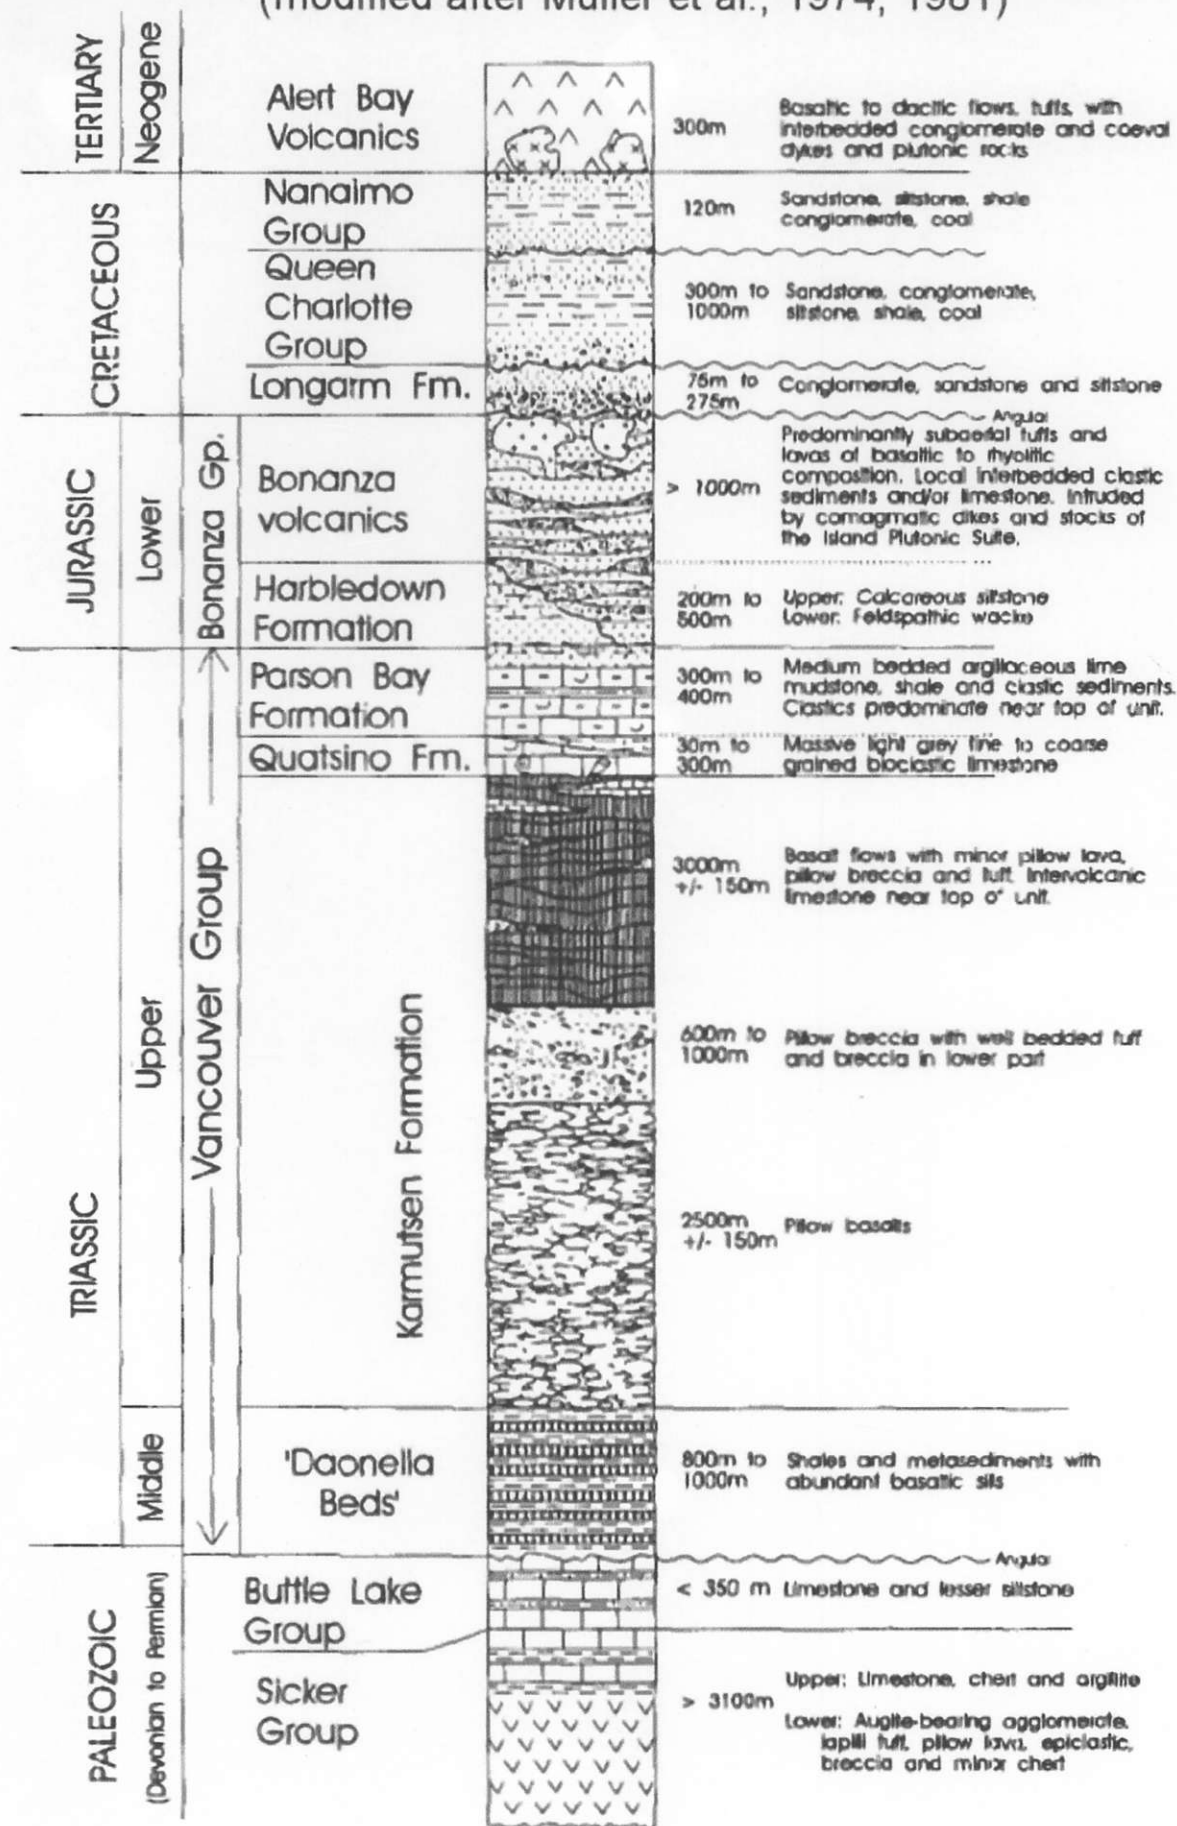 (modified after Muller et al., 1974, 1981)
TERTIARY
Neogene
Alert Bay
Volcanics
300m
Basaltic to dacitic flows, tuffs, with
interbedded conglomerate and coeval
dykes and plutonic rocks
CRETACEOUS
Nanaimo
Group
120m
Sandstone, siltstone, shale
conglomerate, coal
Queen
Charlotte
Group
300m to
1000m
Sandstone, conglomerate,
siltstone, shale, coal
Longarm Fm.
75m to
275m
Conglomerate, sandstone and siltstone
Angular
JURASSIC
Lower
Bonanza Gp.
Bonanza
volcanics
> 1000m
Predominantly subaerial tuffs and
lavas of basaltic to rhyolitic
composition. Local interbedded clastic
sediments and/or limestone. Intruded
by comagmatic dikes and stocks of
the Island Plutonic Suite.
Harbledown
Formation
200m to
500m
Upper: Calcareous siltstone
Lower: Feldspathic wacke
TRIASSIC
Upper
Vancouver Group
Parson Bay
Formation
300m to
400m
Medium bedded argillaceous lime
mudstone, shale and clastic sediments.
Clastics predominate near top of unit.
Quatsino Fm.
30m to
300m
Massive light grey fine to coarse
grained bioclastic limestone
Karmutsen Formation
3000m
+/- 150m
Basalt flows with minor pillow lava,
pillow breccia and tuff. Intervolcanic
limestone near top of unit.
600m to
1000m
Pillow breccia with well bedded tuff
and breccia in lower part
2500m
+/- 150m
Pillow basalts
Middle
'Daonella
Beds'
800m to
1000m
Shales and metasediments with
abundant basaltic sills
Angular
PALEOZOIC
(Devonian to Permian)
Buttle Lake
Group
< 350 m
Limestone and lesser siltstone
Sicker
Group
> 3100m
Upper: Limestone, chert and argillite
Lower: Augite-bearing agglomerate,
lapilli tuff, pillow lava, epiclastic,
breccia and minor chert